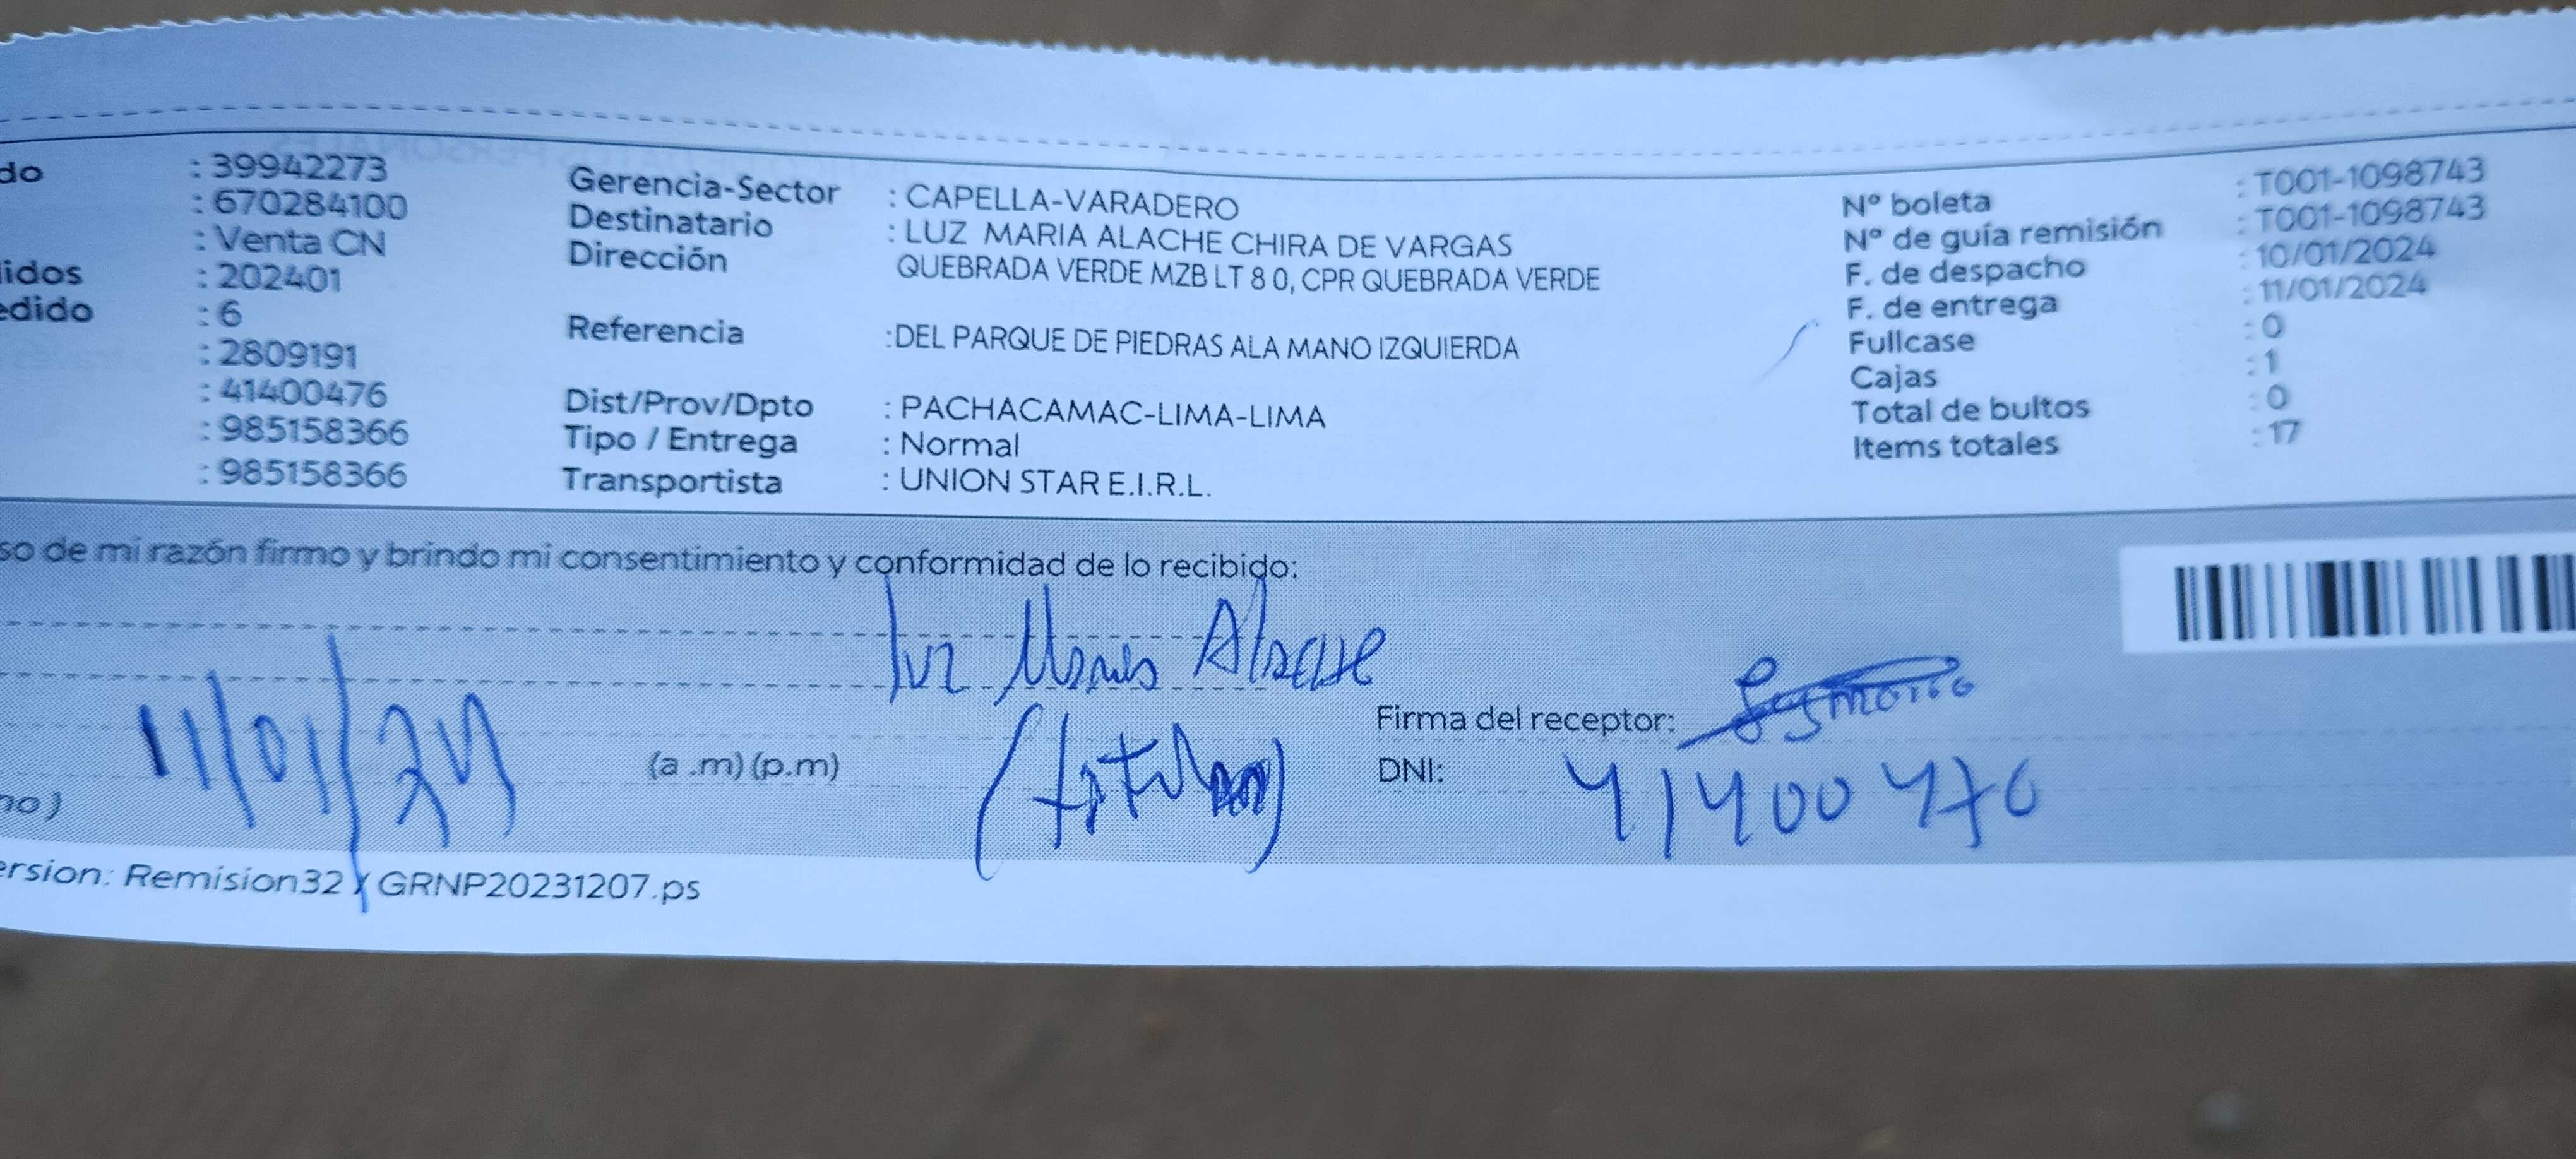 do : 39942273
: 670284100
: Venta CN
lidos : 202401
edido : 6
: 2809191
: 41400476
: 985158366
: 985158366
Gerencia-Sector : CAPELLA-VARADERO
Destinatario : LUZ MARIA ALACHE CHIRA DE VARGAS
Dirección QUEBRADA VERDE MZB LT 8 0, CPR QUEBRADA VERDE
Referencia :DEL PARQUE DE PIEDRAS ALA MANO IZQUIERDA
Dist/Prov/Dpto : PACHACAMAC-LIMA-LIMA
Tipo / Entrega : Normal
Transportista : UNION STAR E.I.R.L.
Nº boleta : T001-1098743
Nº de guía remisión : T001-1098743
F. de despacho : 10/01/2024
F. de entrega : 11/01/2024
Fullcase : 0
Cajas : 1
Total de bultos : 0
Items totales : 17
so de mi razón firmo y brindo mi consentimiento y conformidad de lo recibido:
Luz Maria Alache
11/01/24 (a .m) (p.m)
Firma del receptor:
DNI: 41400476
no)
ersion: Remision32 / GRNP20231207.ps